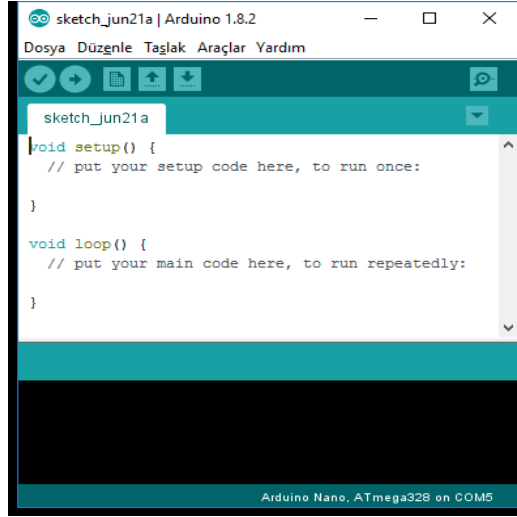 sketch_jun21a | Arduino 1.8.2
Dosya Düzenle Taslak Araçlar Yardım
sketch_jun21a
void setup() {
  // put your setup code here, to run once:
}
void loop() {
  // put your main code here, to run repeatedly:
}
Arduino Nano, ATmega328 on COM5